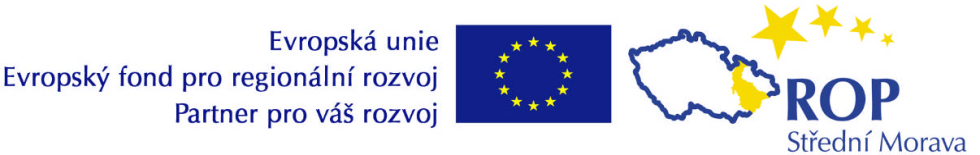 Evropská unie
Evropský fond pro regionální rozvoj
Partner pro váš rozvoj
ROP
Střední Morava